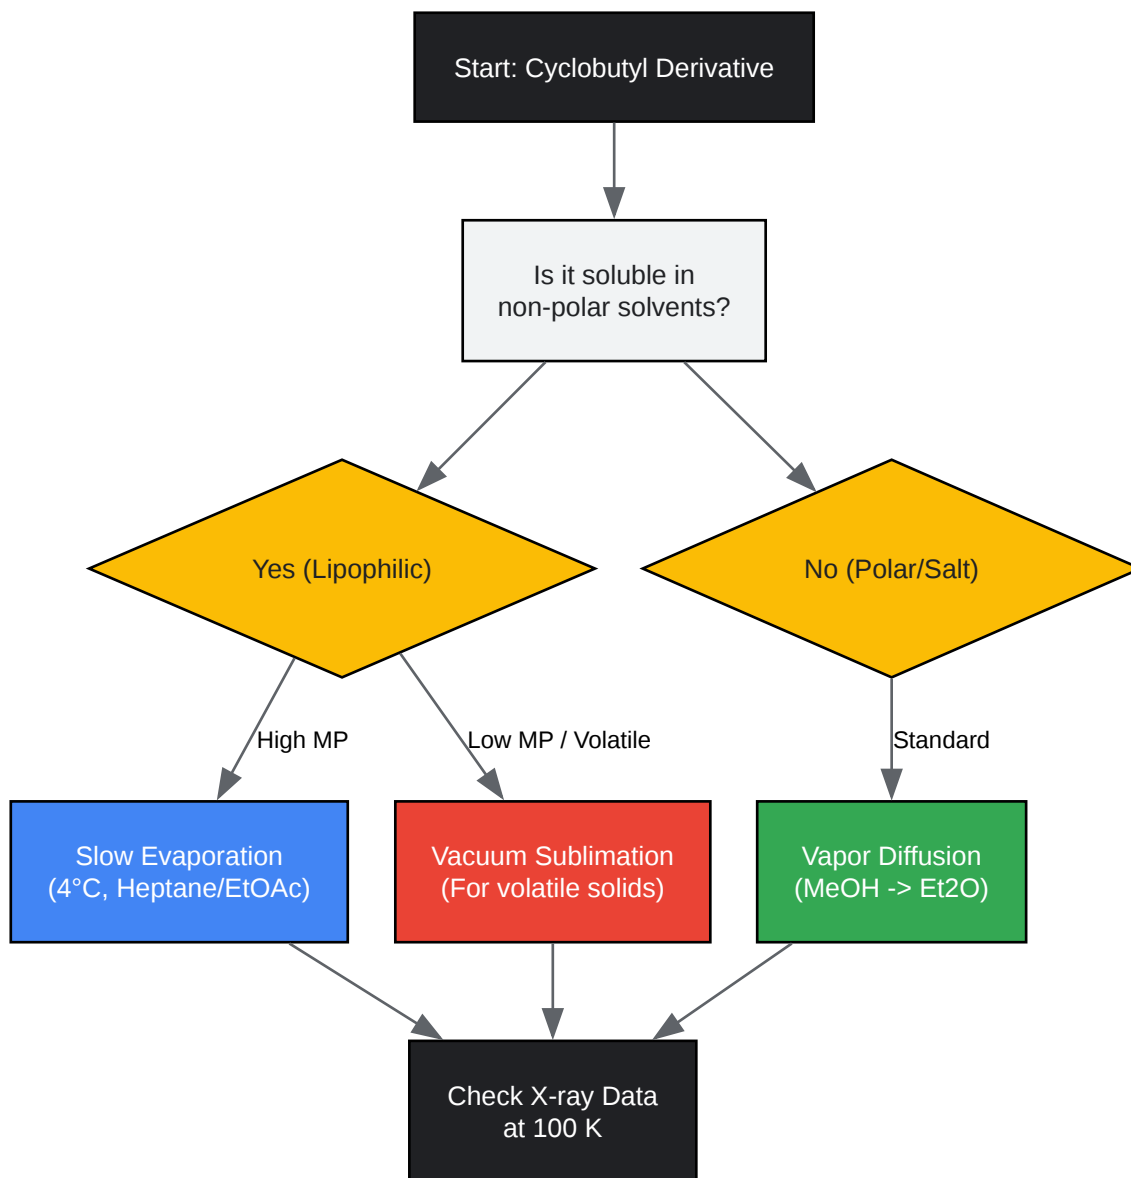 Start: Cyclobutyl Derivative
Is it soluble in
non-polar solvents?
Yes (Lipophilic)
No (Polar/Salt)
High MP
Low MP / Volatile
Standard
Slow Evaporation
(4°C, Heptane/EtOAc)
Vacuum Sublimation
(For volatile solids)
Vapor Diffusion
(MeOH -> Et2O)
Check X-ray Data
at 100 K